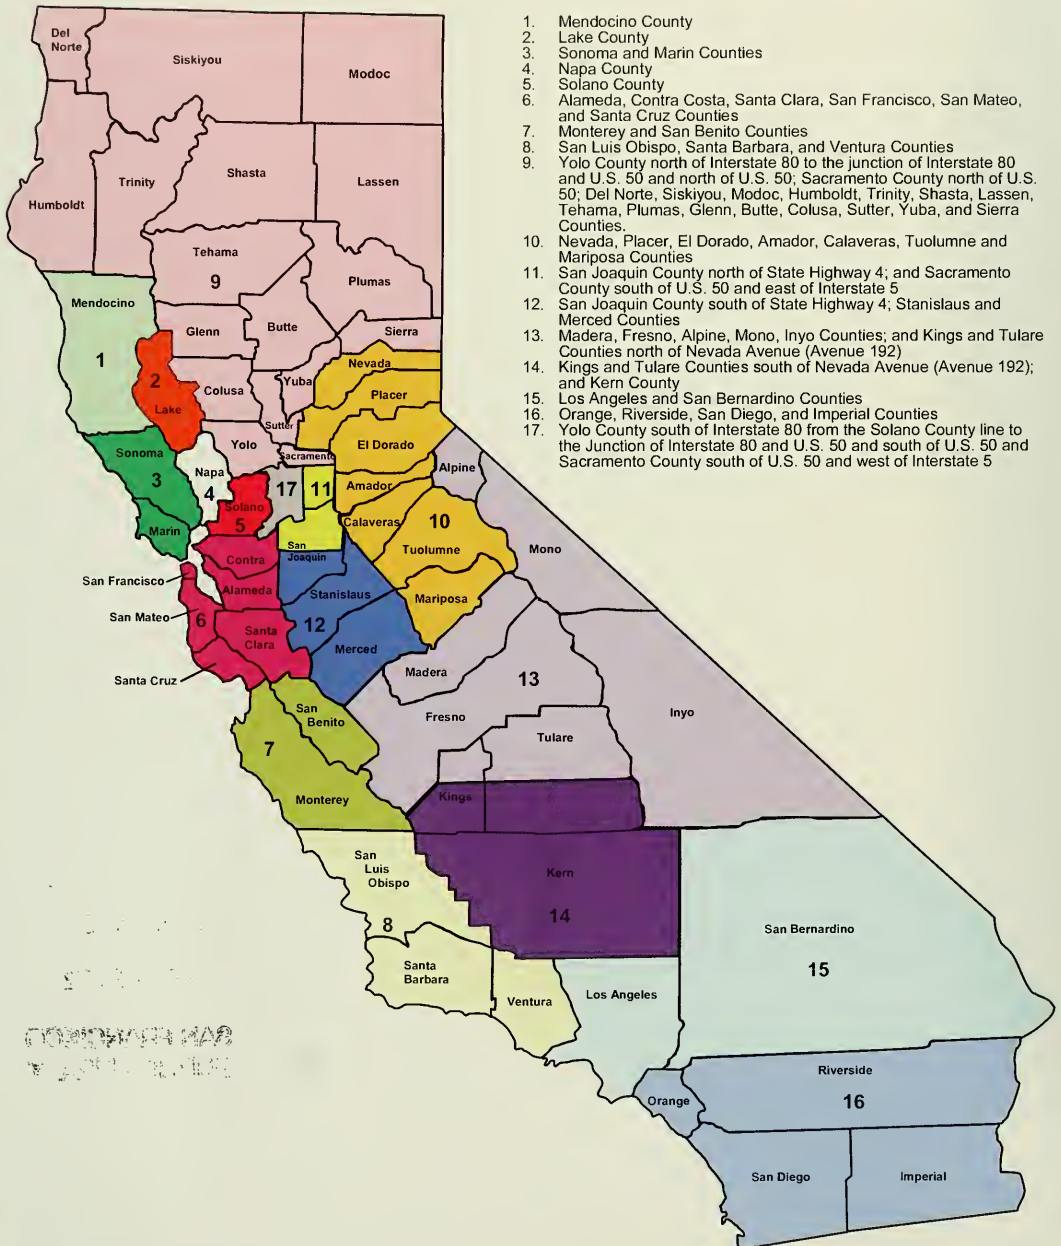 1. Mendocino County
2. Lake County
3. Sonoma and Marin Counties
4. Napa County
5. Solano County
6. Alameda, Contra Costa, Santa Clara, San Francisco, San Mateo,
and Santa Cruz Counties
7. Monterey and San Benito Counties
8. San Luis Obispo, Santa Barbara, and Ventura Counties
9. Yolo County north of Interstate 80 to the junction of Interstate 80
and U.S. 50 and north of U.S. 50; Sacramento County north of U.S.
50; Del Norte, Siskiyou, Modoc, Humboldt, Trinity, Shasta, Lassen,
Tehama, Plumas, Glenn, Butte, Colusa, Sutter, Yuba, and Sierra
Counties.
10. Nevada, Placer, El Dorado, Amador, Calaveras, Tuolumne and
Mariposa Counties
11. San Joaquin County north of State Highway 4; and Sacramento
County south of U.S. 50 and east of Interstate 5
12. San Joaquin County south of State Highway 4; Stanislaus and
Merced Counties
13. Madera, Fresno, Alpine, Mono, Inyo Counties; and Kings and Tulare
Counties north of Nevada Avenue (Avenue 192)
14. Kings and Tulare Counties south of Nevada Avenue (Avenue 192);
and Kern County
15. Los Angeles and San Bernardino Counties
16. Orange, Riverside, San Diego, and Imperial Counties
17. Yolo County south of Interstate 80 from the Solano County line to
the Junction of Interstate 80 and U.S. 50 and south of U.S. 50 and
Sacramento County south of U.S. 50 and west of Interstate 5
Del
Norte
Siskiyou
Modoc
Humboldt
Trinity
Shasta
Lassen
Tehama
9
Plumas
Mendocino
1
Glenn
Butte
Sierra
2
Lake
Colusa
Yuba
Sutter
Nevada
Placer
Sonoma
3
Yolo
Sacramento
El Dorado
Napa
4
Alpine
Marin
Solano
5
17
11
Amador
Calaveras
10
Tuolumne
Mono
San
Joaquin
Contra
San Francisco
Alameda
Stanislaus
Mariposa
San Mateo
6
Santa
Clara
12
Merced
Santa Cruz
Madera
13
San
Benito
Fresno
Inyo
7
Tulare
Monterey
Kings
San
Luis
Obispo
8
Kern
14
San Bernardino
15
Santa
Barbara
Ventura
Los Angeles
SAN FRANCISCO
Riverside
16
Orange
San Diego
Imperial